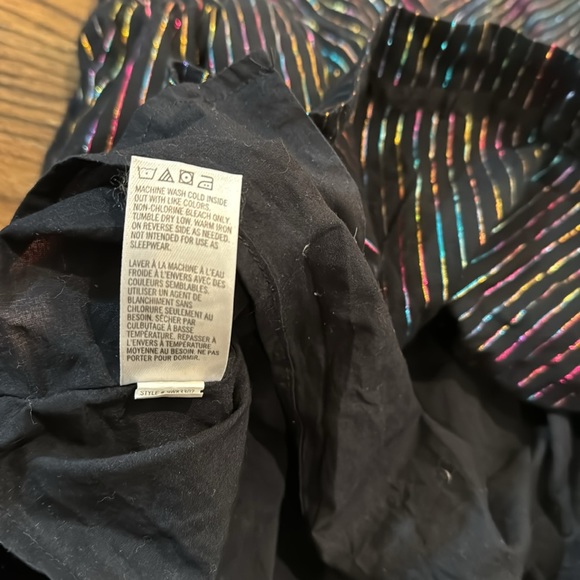 MACHINE WASH COLD INSIDE
OUT WITH LIKE COLORS.
NON-CHLORINE BLEACH ONLY.
TUMBLE DRY LOW. WARM IRON
ON REVERSE SIDE AS NEEDED.
NOT INTENDED FOR USE AS
SLEEPWEAR.
LAVER À LA MACHINE À L'EAU
FROIDE À L'ENVERS AVEC DES
COULEURS SEMBLABLES.
UTILISER UN AGENT DE
BLANCHIMENT SANS
CHLORURE SEULEMENT AU
BESOIN. SÉCHER PAR
CULBUTAGE À BASSE
TEMPÉRATURE. REPASSER À
L'ENVERS À TEMPÉRATURE
MOYENNE AU BESOIN. NE PAS
PORTER POUR DORMIR.
STYLE #